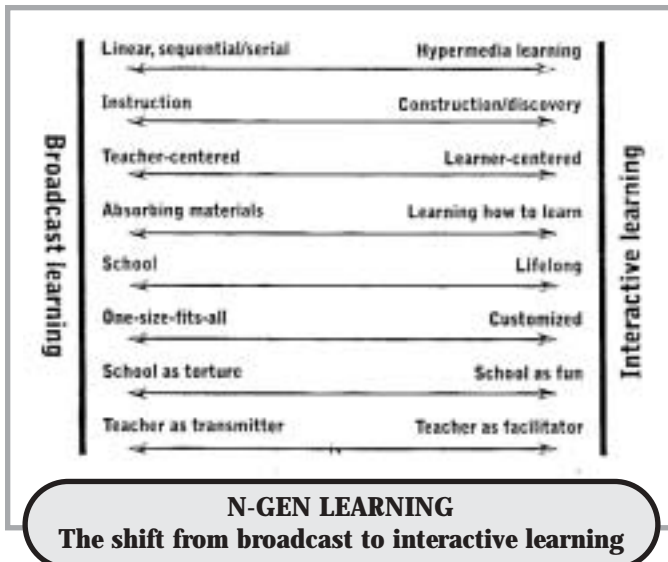 Broadcast learning
Linear, sequential/serial Hypermedia learning
Instruction Construction/discovery
Teacher-centered Learner-centered
Absorbing materials Learning how to learn
School Lifelong
One-size-fits-all Customized
School as torture School as fun
Teacher as transmitter Teacher as facilitator
Interactive learning
N-GEN LEARNING
The shift from broadcast to interactive learning